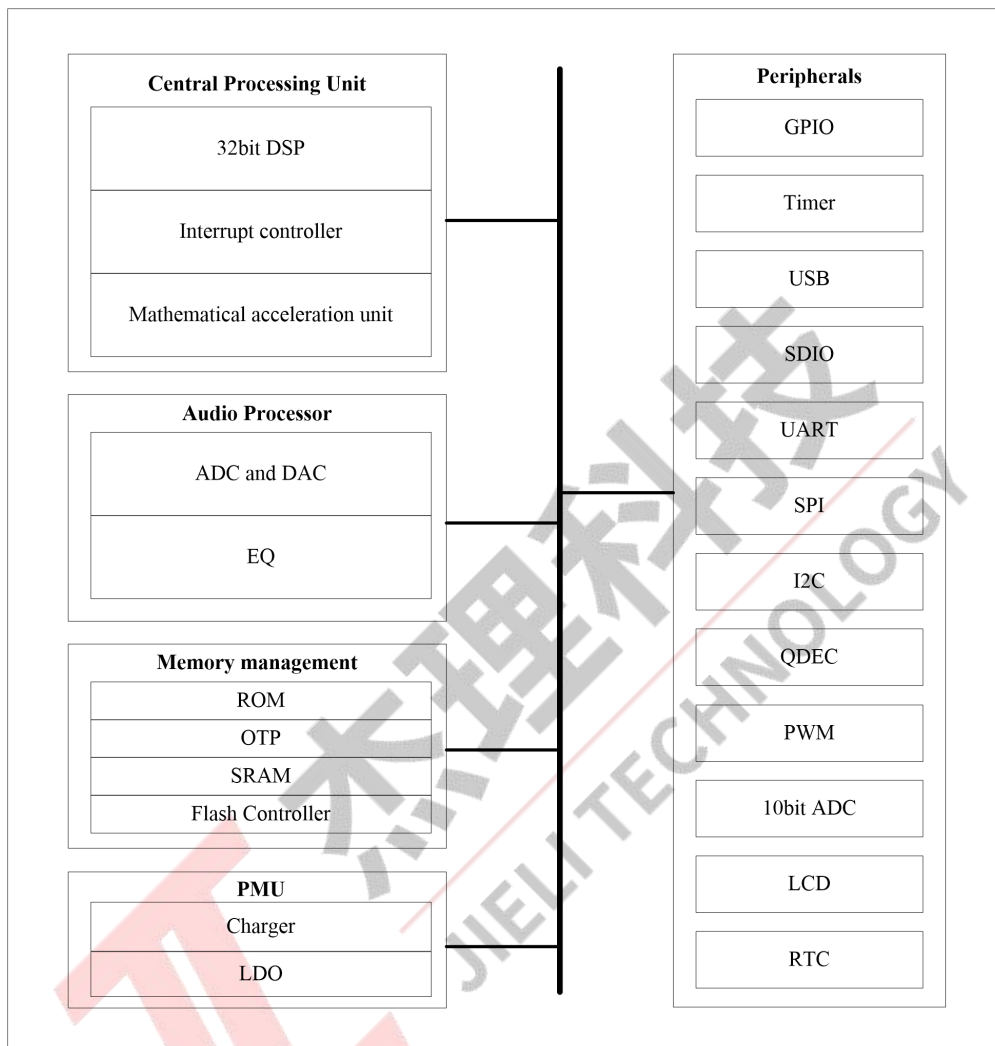 Central Processing Unit
32bit DSP
Interrupt controller
Mathematical acceleration unit
Audio Processor
ADC and DAC
EQ
Memory management
ROM
OTP
SRAM
Flash Controller
PMU
Charger
LDO
Peripherals
GPIO
Timer
USB
SDIO
UART
SPI
I2C
QDEC
PWM
10bit ADC
LCD
RTC
杰理科技
JIELI TECHNOLOGY